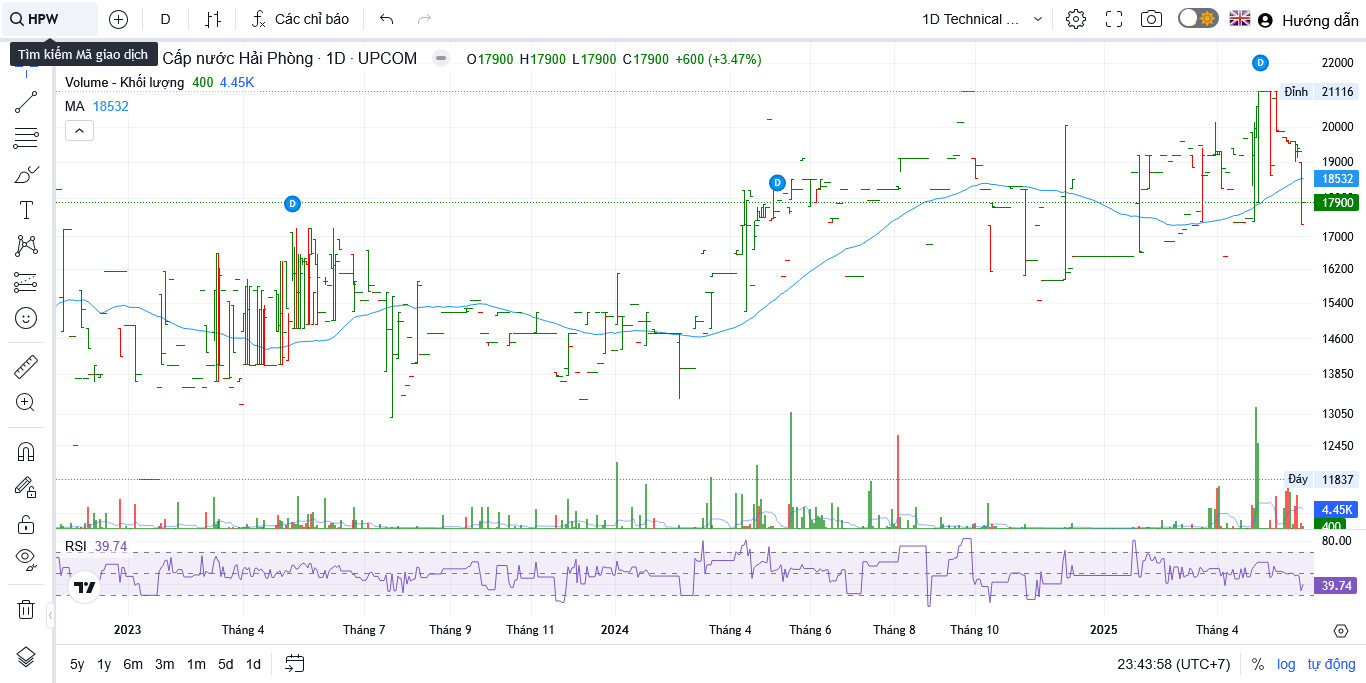 HPW
D
Các chỉ báo
1D Technical ...
Hướng dẫn
Tìm kiếm Mã giao dịch
Cấp nước Hải Phòng · 1D · UPCOM
O17900 H17900 L17900 C17900 +600 (+3.47%)
Volume - Khối lượng 400 4.45K
MA 18532
D
D
D
22000
Đỉnh 21116
20000
19000
18532
17900
17000
16200
15400
14600
13850
13050
12450
Đáy 11837
4.45K
400
RSI 39.74
80.00
39.74
2023 Tháng 4 Tháng 7 Tháng 9 Tháng 11 2024 Tháng 4 Tháng 6 Tháng 8 Tháng 10 2025 Tháng 4
5y 1y 6m 3m 1m 5d 1d
23:43:58 (UTC+7) % log tự động